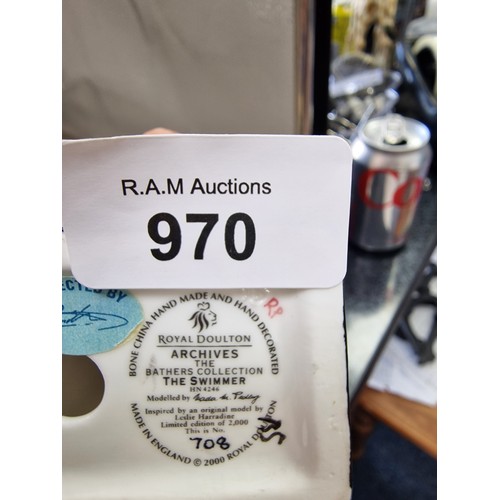 R.A.M Auctions
970
ECTED BY
BONE CHINA HAND MADE AND HAND DECORATED
ROYAL DOULTON
ARCHIVES
THE
BATHERS COLLECTION
THE SWIMMER
HN 4246
Modelled by
Inspired by an original model by
Leslie Harradine
Limited edition of 2,000
This is No.
708
MADE IN ENGLAND © 2000 ROYAL DOULTON